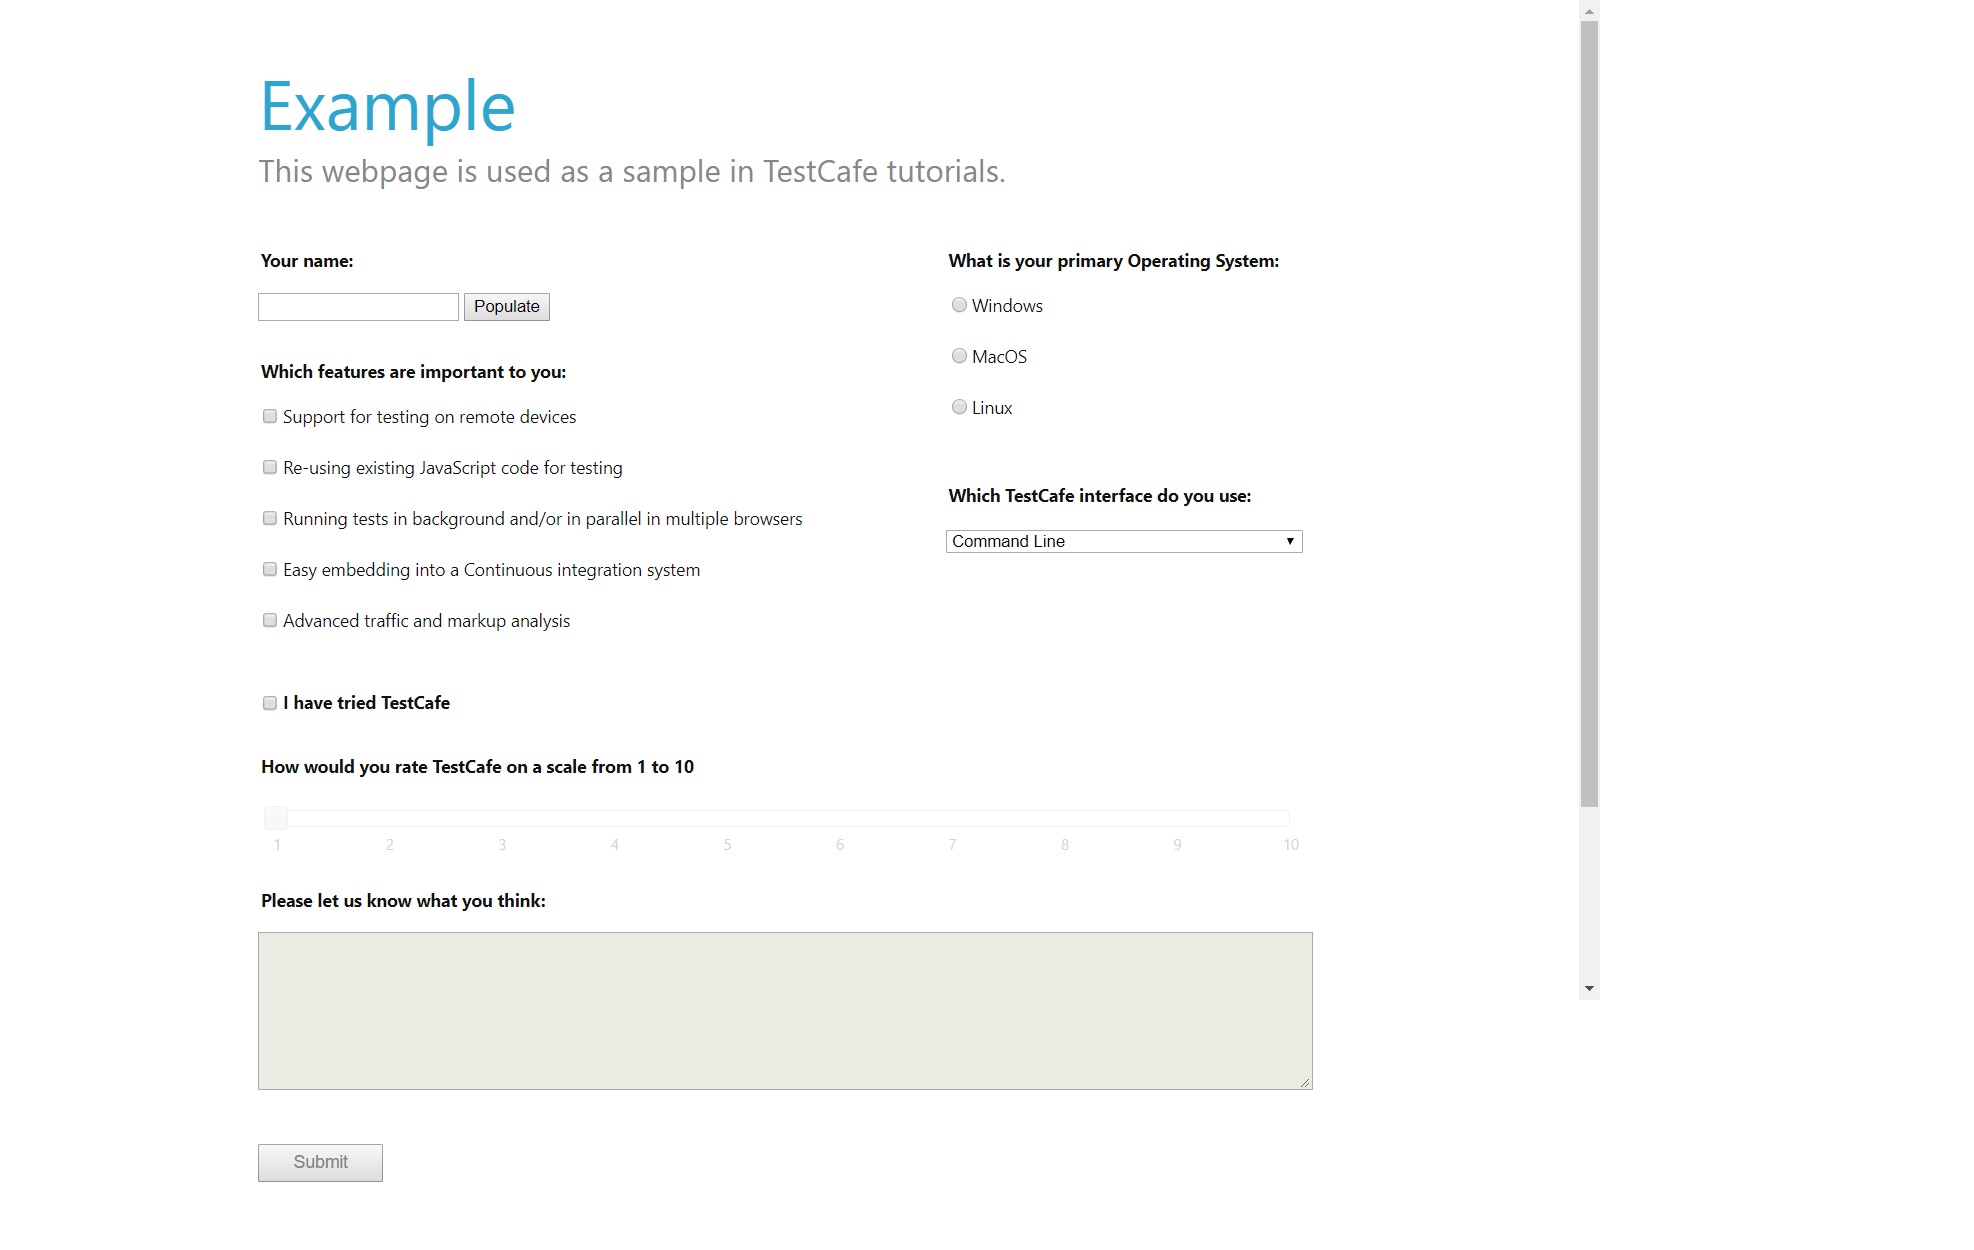 Example
This webpage is used as a sample in TestCafe tutorials.
Your name:
Populate
Which features are important to you:
Support for testing on remote devices
Re-using existing JavaScript code for testing
Running tests in background and/or in parallel in multiple browsers
Easy embedding into a Continuous integration system
Advanced traffic and markup analysis
What is your primary Operating System:
Windows
MacOS
Linux
Which TestCafe interface do you use:
Command Line
I have tried TestCafe
How would you rate TestCafe on a scale from 1 to 10
1 2 3 4 5 6 7 8 9 10
Please let us know what you think:
Submit